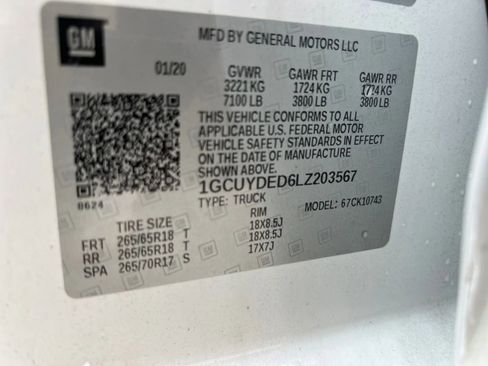 GM
MFD BY GENERAL MOTORS LLC
01/20 GVWR GAWR FRT GAWR RR
3221 KG 1724 KG 1724 KG
7100 LB 3800 LB 3800 LB
THIS VEHICLE CONFORMS TO ALL
APPLICABLE U.S. FEDERAL MOTOR
VEHICLE SAFETY STANDARDS IN EFFECT
ON THE DATE OF MANUFACTURE
SHOWN ABOVE.
1GCUYDED6LZ203567
8624
TYPE: TRUCK MODEL: 67CK10743
TIRE SIZE RIM
FRT 265/65R18 T 18X8.5J
RR 265/65R18 T 18X8.5J
SPA 265/70R17 S 17X7J